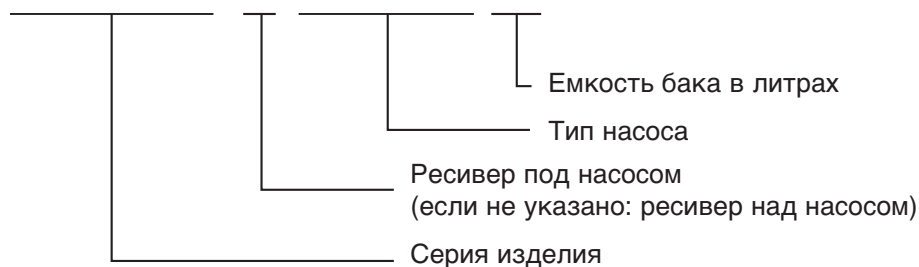 Емкость бака в литрах
Тип насоса
Ресивер под насосом
(если не указано: ресивер над насосом)
Серия изделия